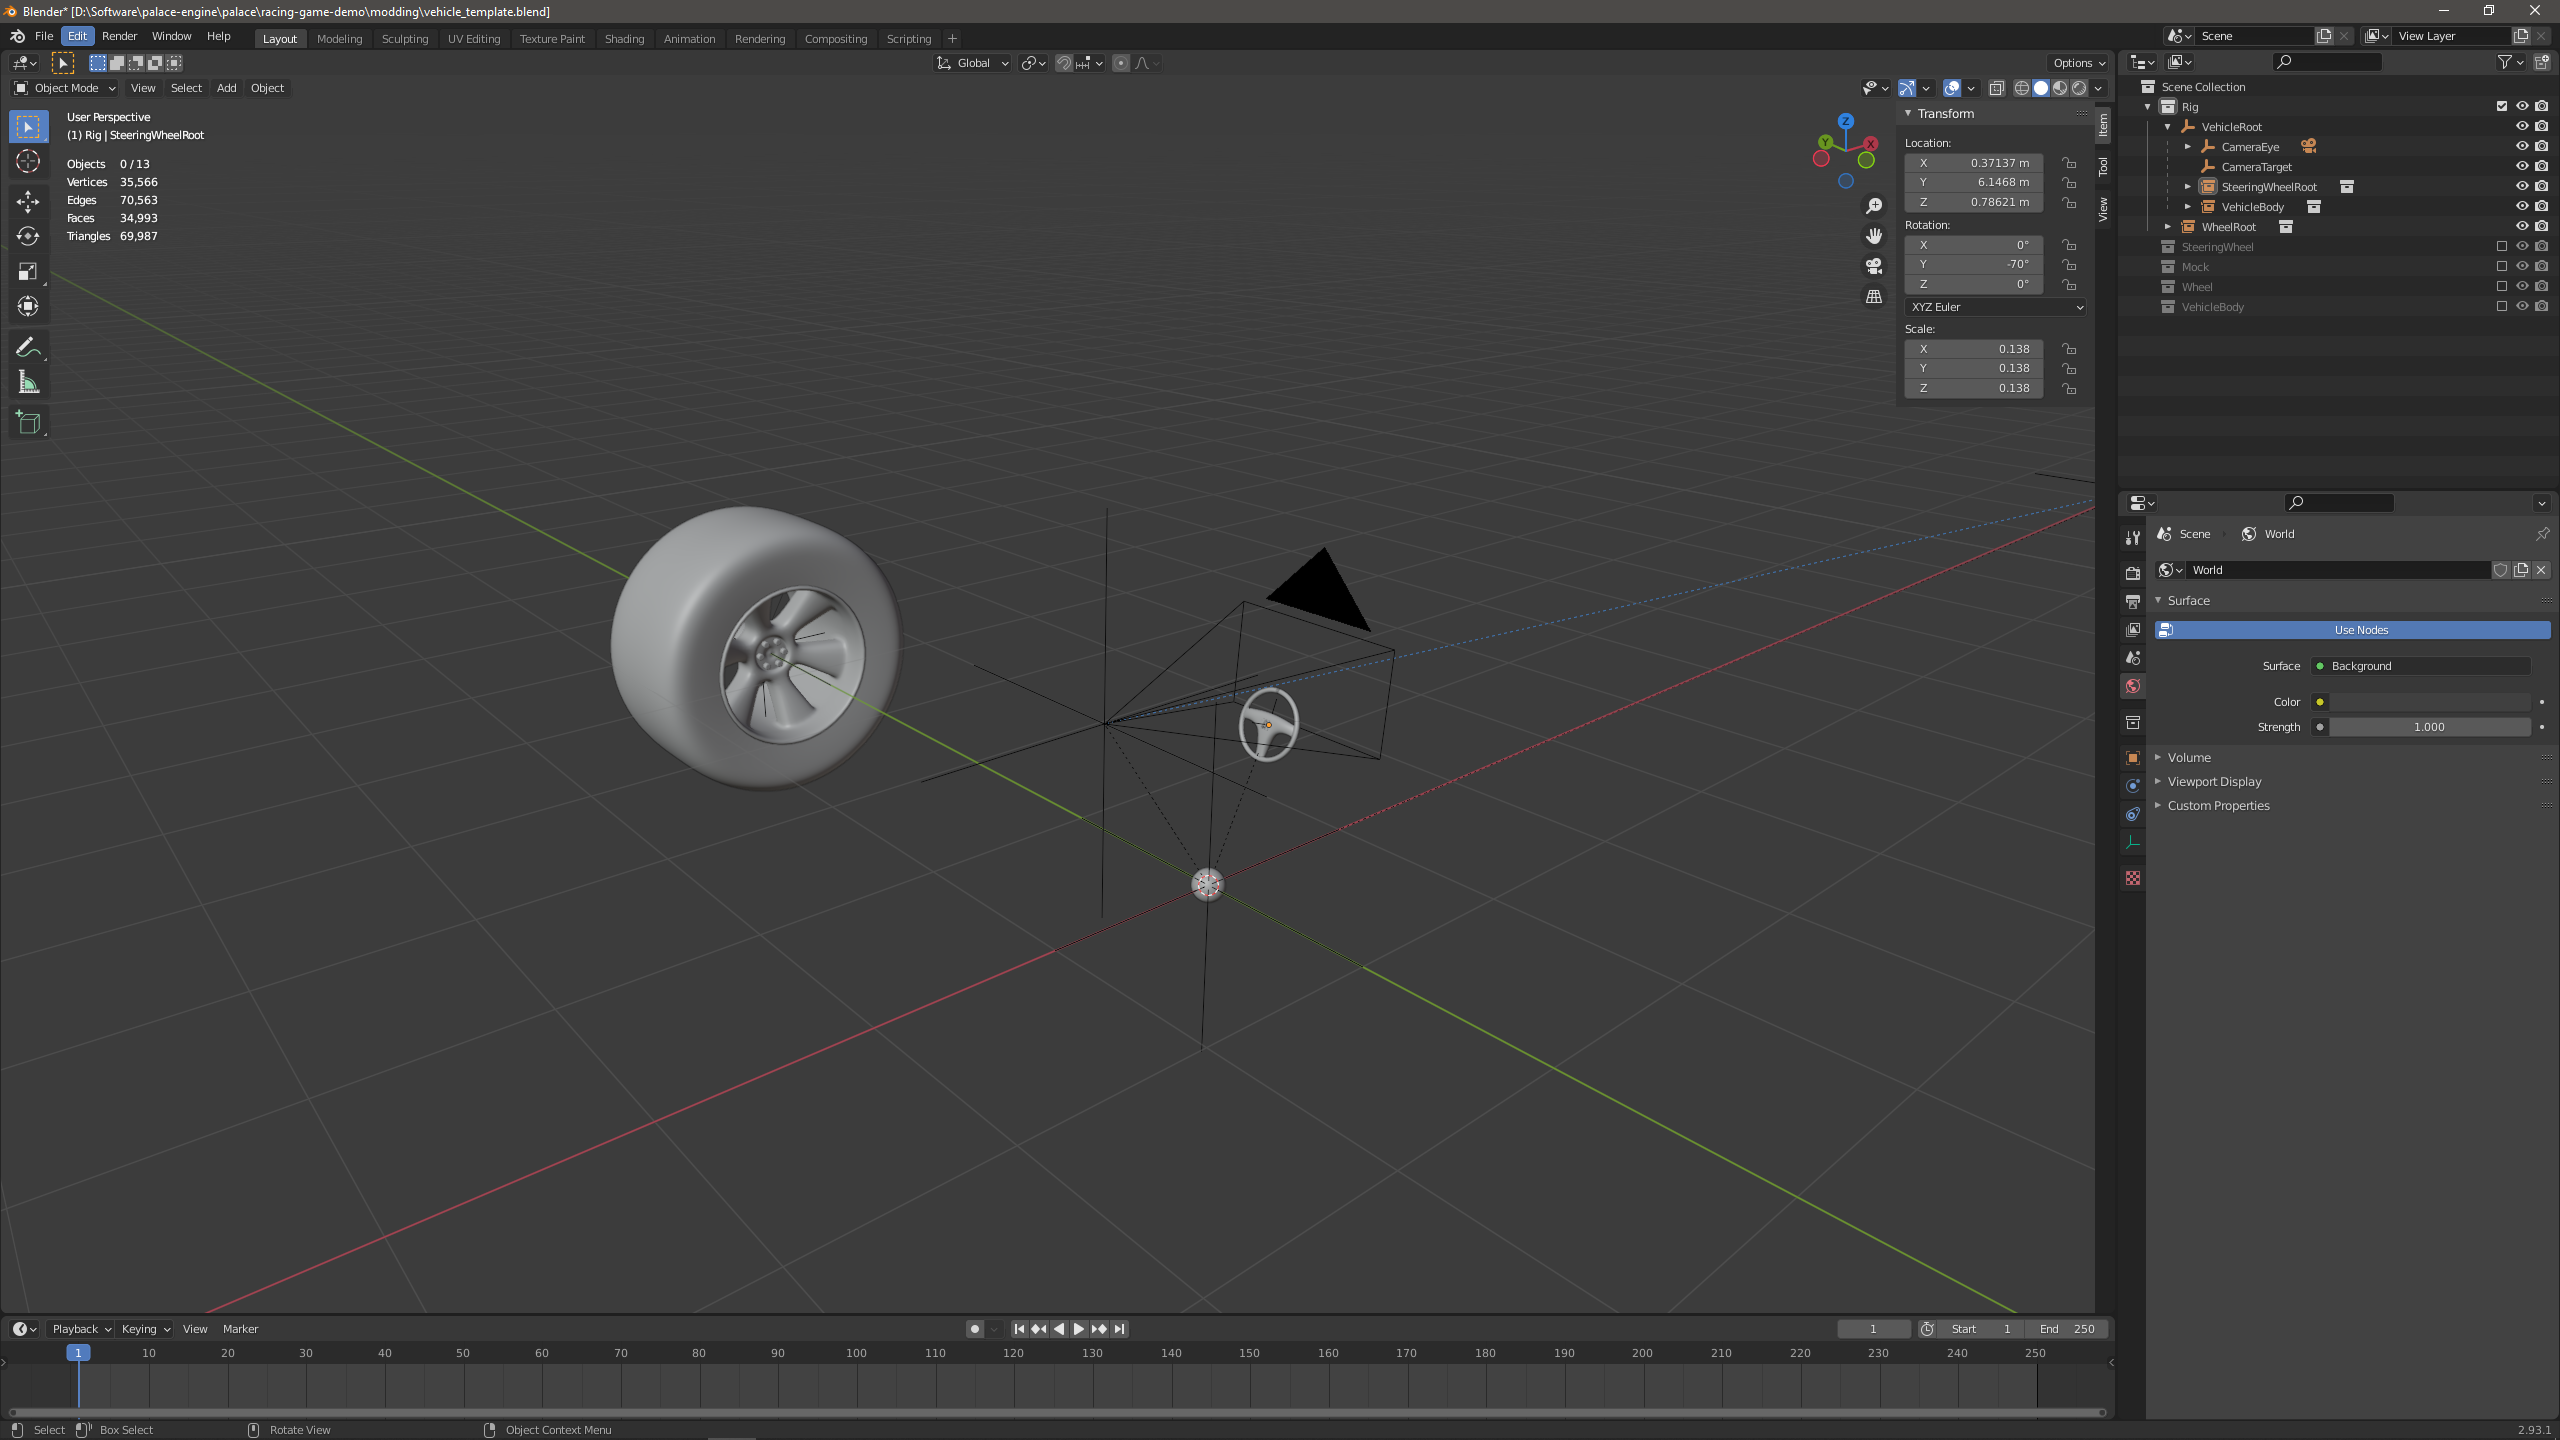 Blender* [D:\Software\palace-engine\palace\racing-game-demo\modding\vehicle_template.blend]
File Edit Render Window Help Layout Modeling Sculpting UV Editing Texture Paint Shading Animation Rendering Compositing Scripting + Scene View Layer
Global Options
Object Mode View Select Add Object
User Perspective
(1) Rig | SteeringWheelRoot
Objects 0 / 13
Vertices 35,566
Edges 70,563
Faces 34,993
Triangles 69,987
Z
Y
X
Transform
Location:
X 0.37137 m
Y 6.1468 m
Z 0.78621 m
Rotation:
X 0°
Y -70°
Z 0°
XYZ Euler
Scale:
X 0.138
Y 0.138
Z 0.138
Item
Tool
View
Scene Collection
Rig
VehicleRoot
CameraEye
CameraTarget
SteeringWheelRoot
VehicleBody
WheelRoot
SteeringWheel
Mock
Wheel
VehicleBody
Scene World
World
Surface
Use Nodes
Surface Background
Color
Strength 1.000
Volume
Viewport Display
Custom Properties
Playback Keying View Marker 1 Start 1 End 250
1 10 20 30 40 50 60 70 80 90 100 110 120 130 140 150 160 170 180 190 200 210 220 230 240 250
Select Box Select Rotate View Object Context Menu 2.93.1